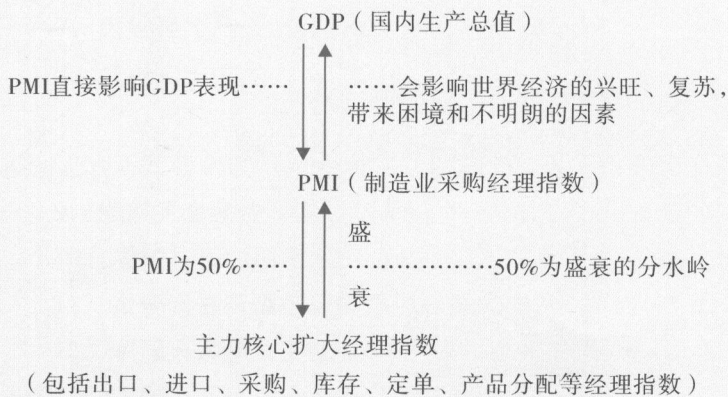 GDP（国内生产总值）
PMI直接影响GDP表现……
……会影响世界经济的兴旺、复苏，
带来困境和不明朗的因素
PMI（制造业采购经理指数）
盛
PMI为50%……
………………50%为盛衰的分水岭
衰
主力核心扩大经理指数
（包括出口、进口、采购、库存、定单、产品分配等经理指数）